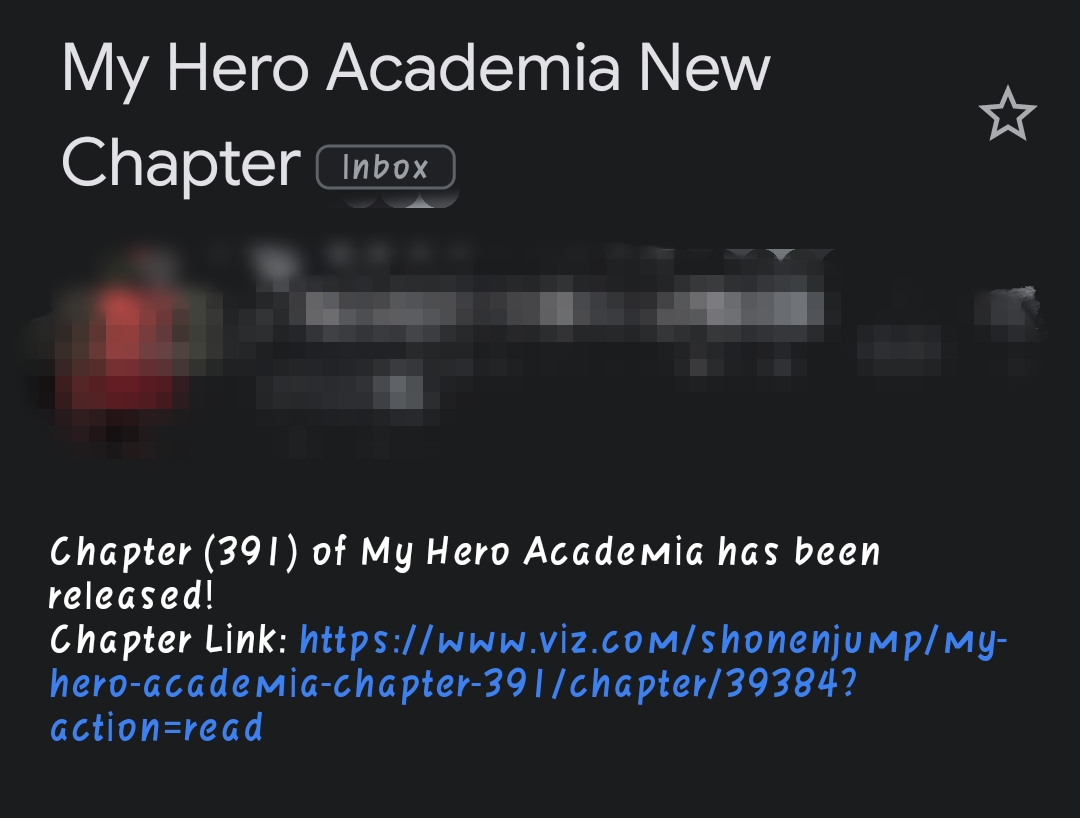 My Hero Academia New
Chapter Inbox
Chapter (391) of My Hero Academia has been
released!
Chapter Link: https://www.viz.com/shonenjump/my-
hero-academia-chapter-391/chapter/39384?
action=read